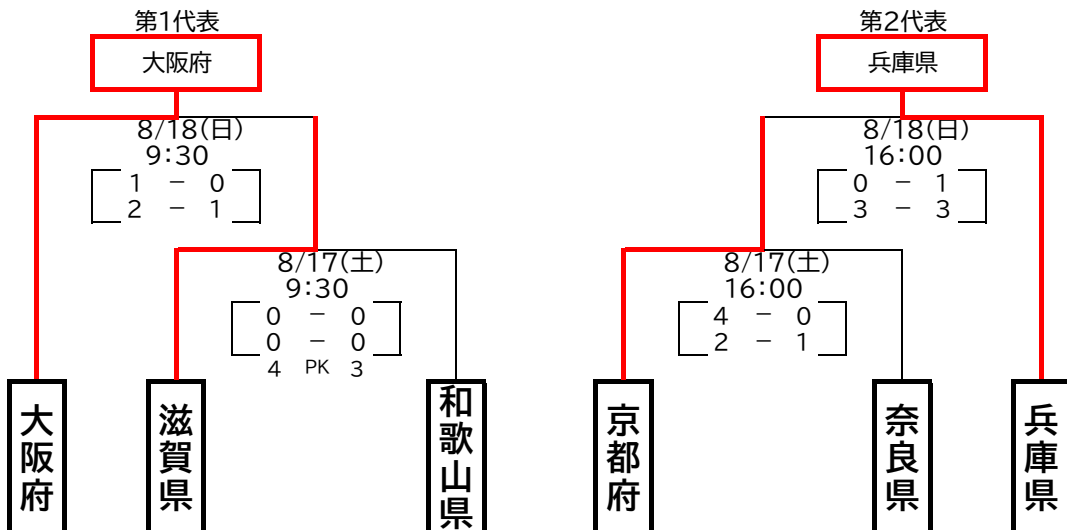 第1代表
大阪府
8/18(日)
9:30
1 － 0
2 － 1
8/17(土)
9:30
0 － 0
0 － 0
4 PK 3
大阪府
滋賀県
和歌山県
第2代表
兵庫県
8/18(日)
16:00
0 － 1
3 － 3
8/17(土)
16:00
4 － 0
2 － 1
京都府
奈良県
兵庫県